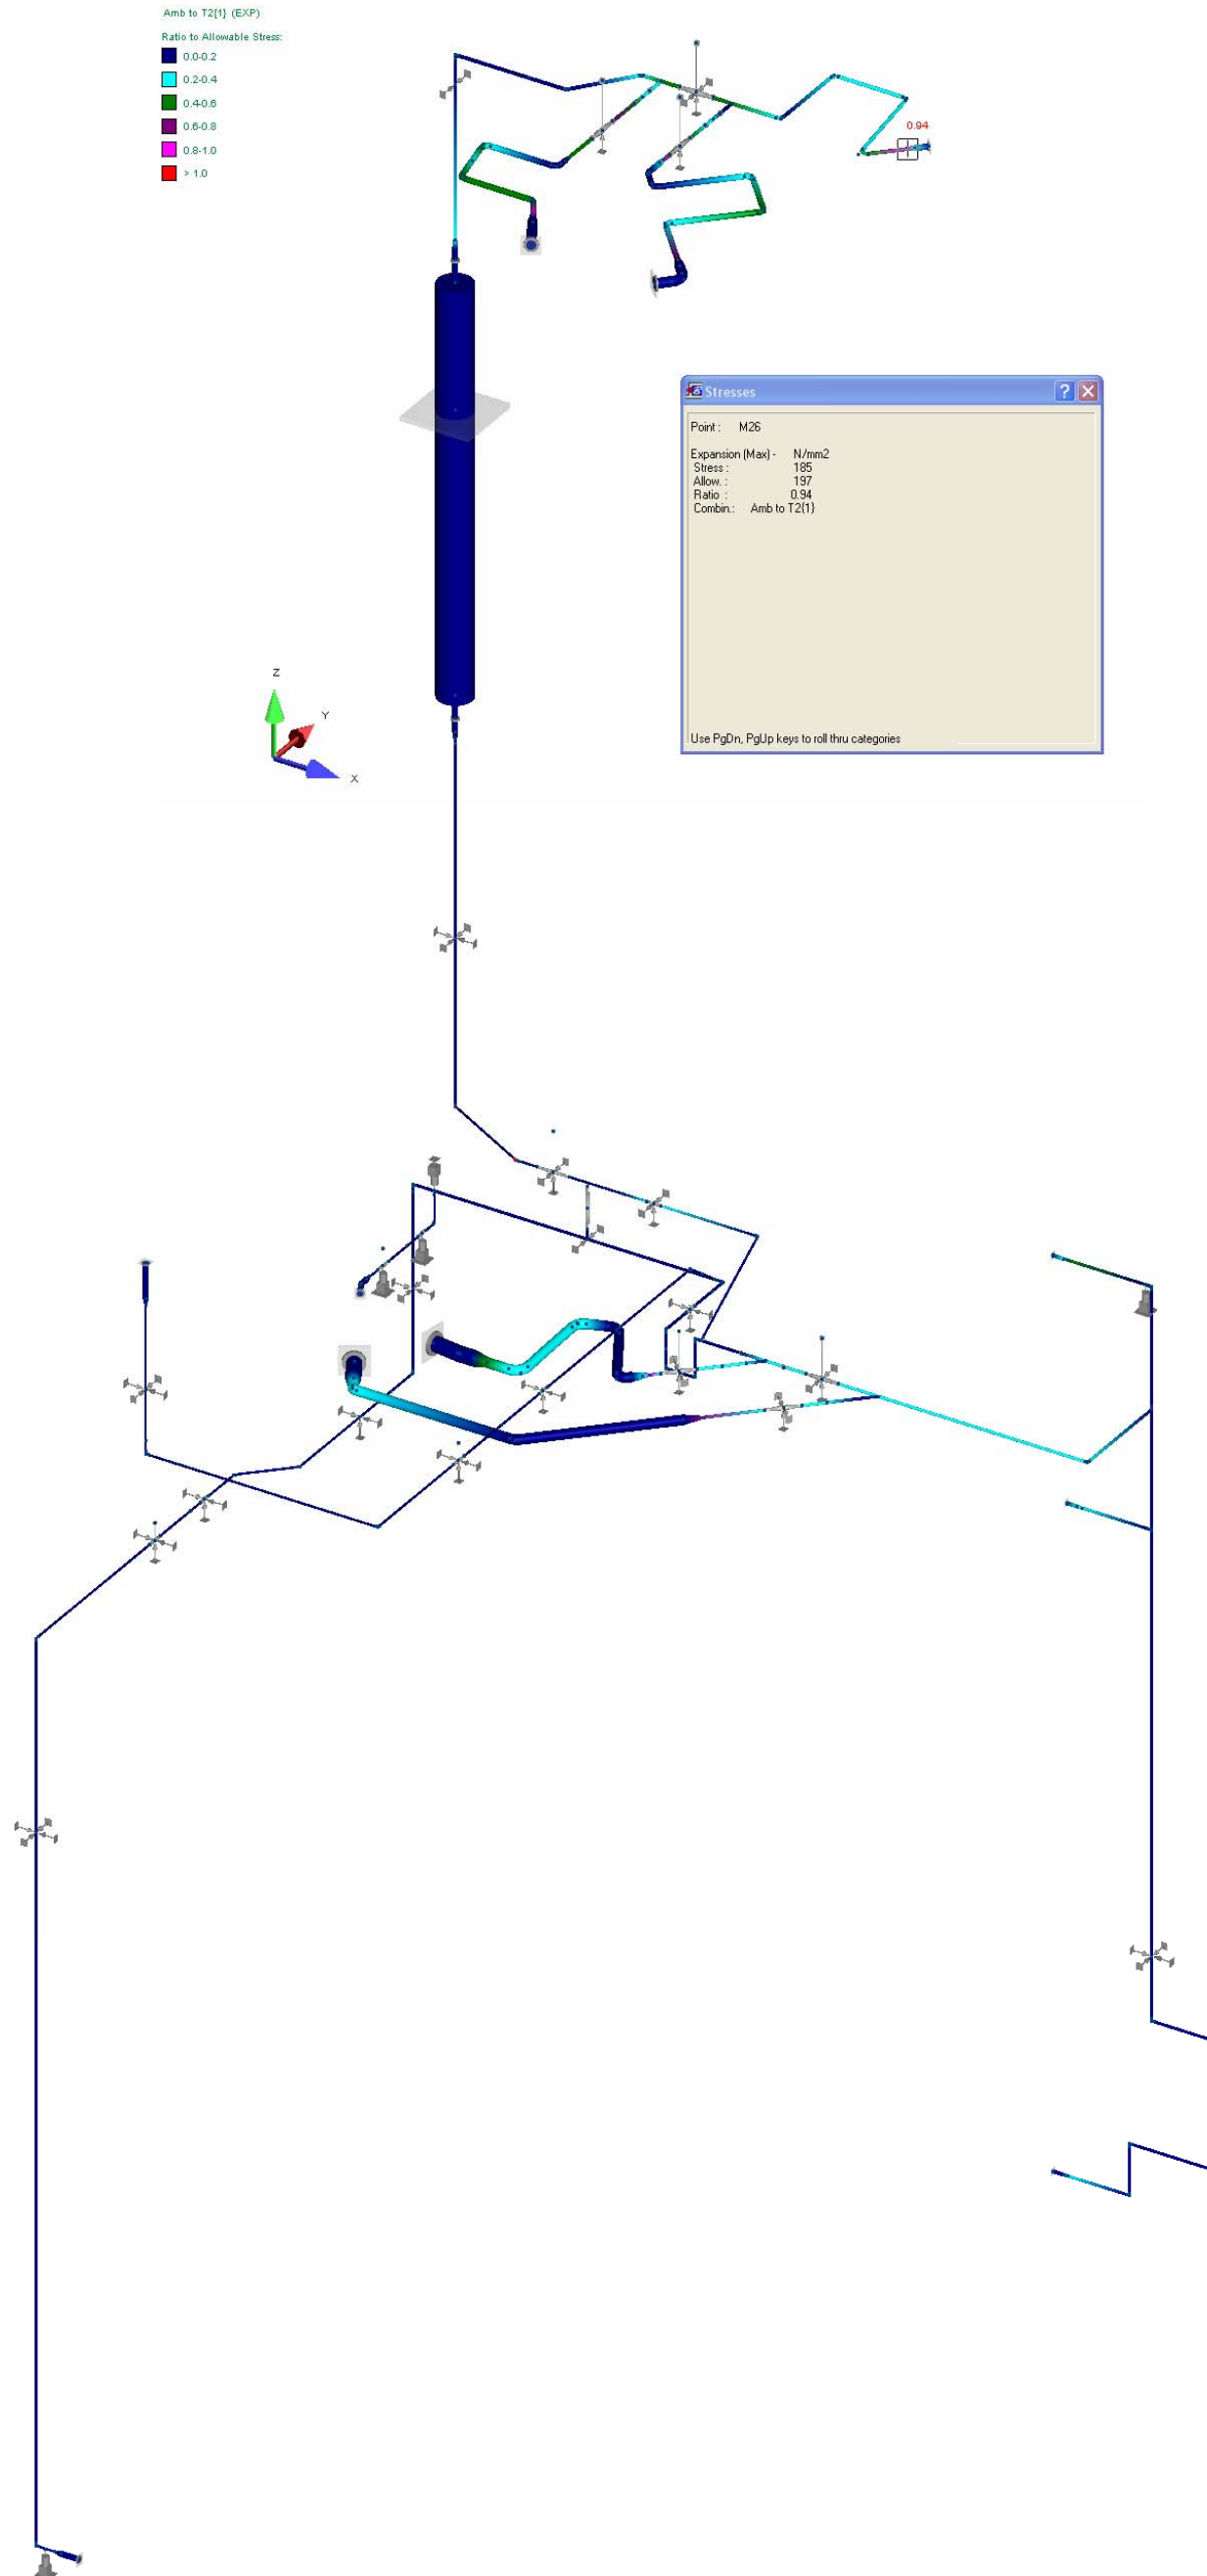 Amb to T2{1} (EXP)
Ratio to Allowable Stress:
0.0-0.2
0.2-0.4
0.4-0.6
0.6-0.8
0.8-1.0
> 1.0
0.94
Stresses
Point : M26
Expansion (Max) - N/mm2
Stress : 185
Allow. : 197
Ratio : 0.94
Combin.: Amb to T2{1}
Use PgDn, PgUp keys to roll thru categories
Z
Y
X